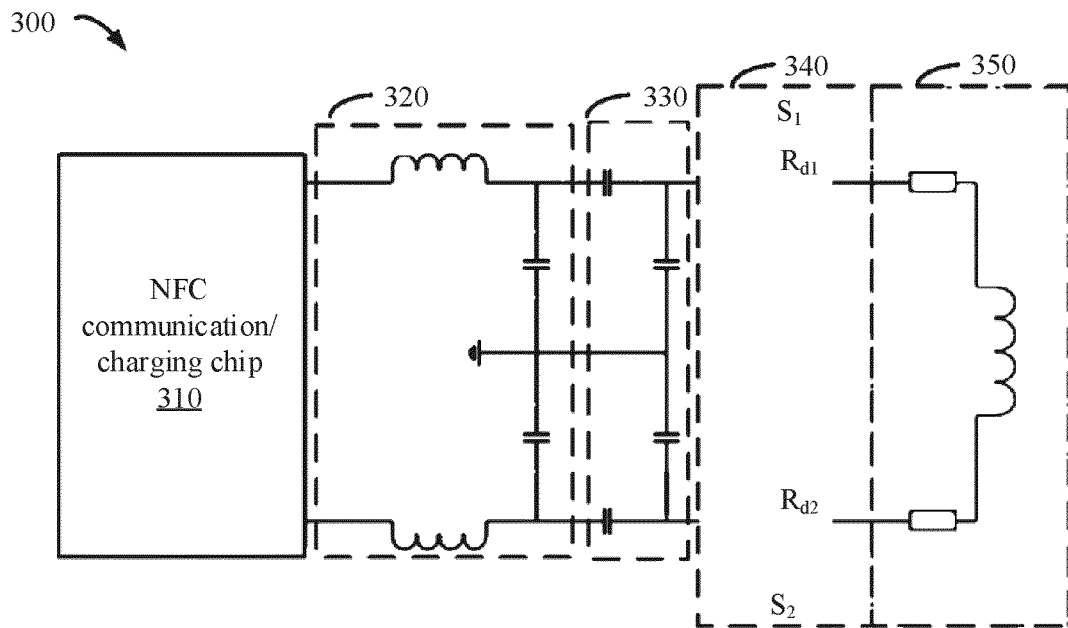 300
320
330
340
350
S1
Rd1
NFC
communication/
charging chip
310
Rd2
S2